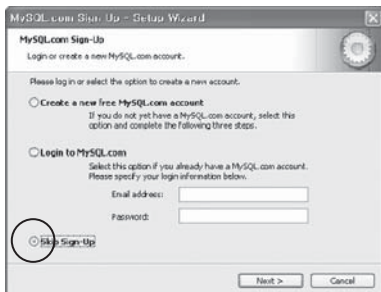 MySQL.com Sign Up - Setup Wizard
MySQL.com Sign-Up
Login or create a new MySQL.com account.
Please log in or select the option to create a new account.
Create a new free MySQL.com account
If you do not yet have a MySQL.com account, select this
option and complete the following three steps.
Login to MySQL.com
Select this option if you already have a MySQL.com account.
Please specify your login information below.
Email address:
Password:
Skip Sign-Up
Next >
Cancel